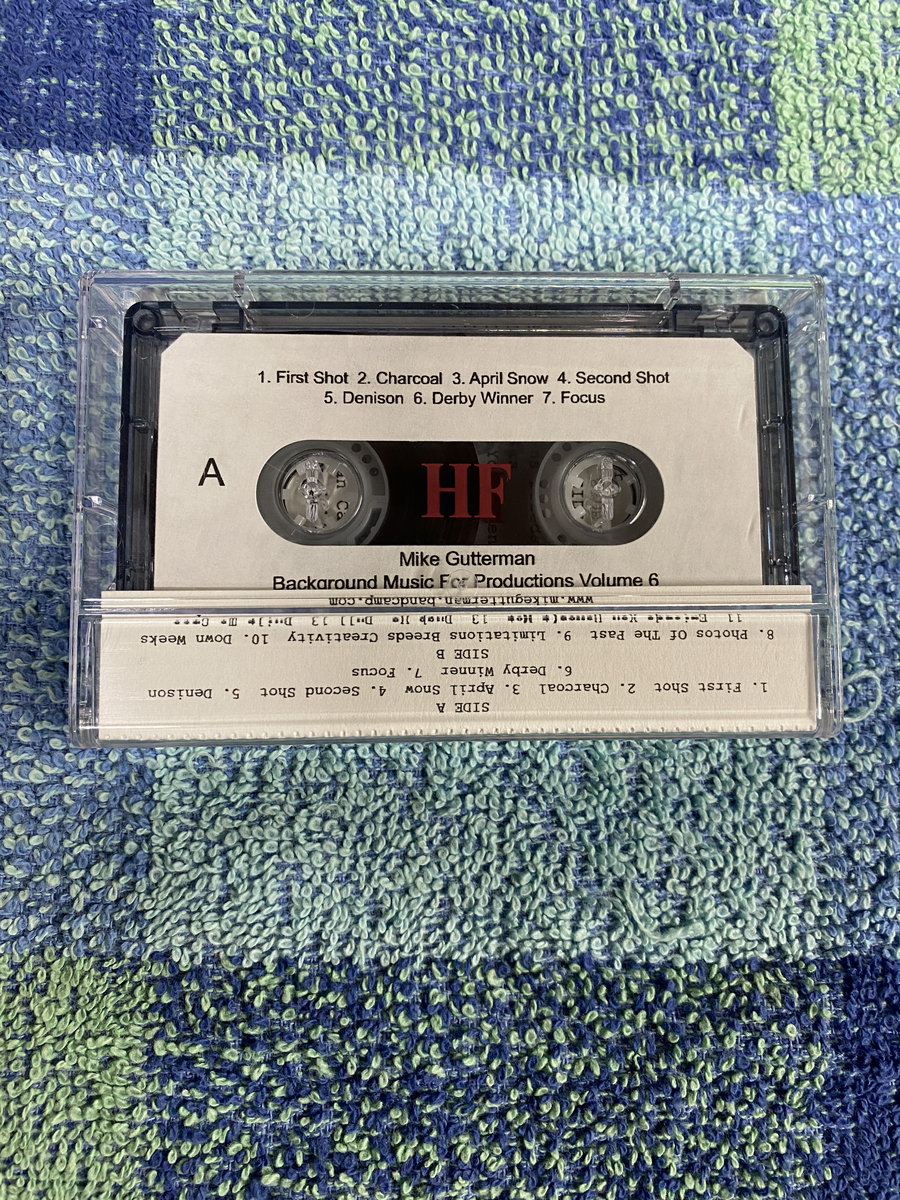 1. First Shot 2. Charcoal 3. April Snow 4. Second Shot
5. Denison 6. Derby Winner 7. Focus
A
HF
Mike Gutterman
Background Music For Productions Volume 6
SIDE A
1. First Shot 2. Charcoal 3. April Snow 4. Second Shot 5. Denison
6. Derby Winner 7. Focus
SIDE B
8. Photos Of The Past 9. Limitations Breeds Creativity 10. Down Weeks
11. Friends You
www.mikegutterman.bandcamp.com